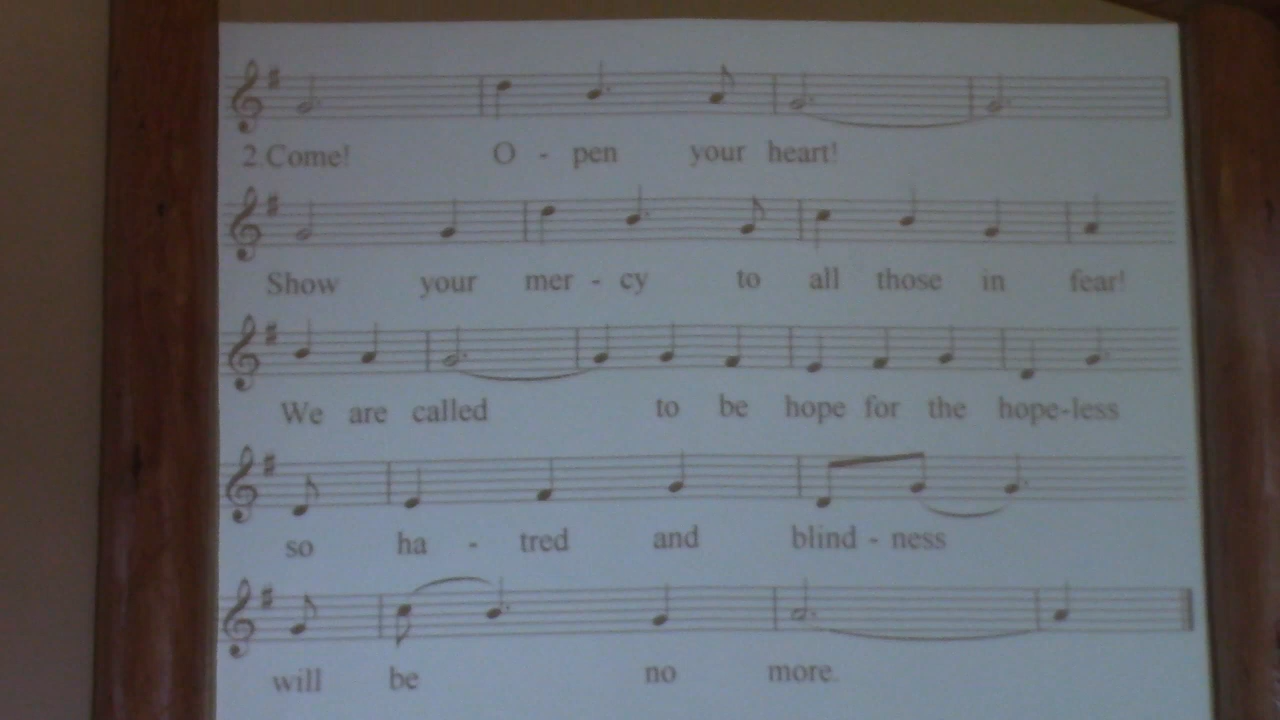 2.Come! O - pen your heart!
Show your mer - cy to all those in fear!
We are called to be hope for the hope-less
so ha - tred and blind - ness
will be no more.